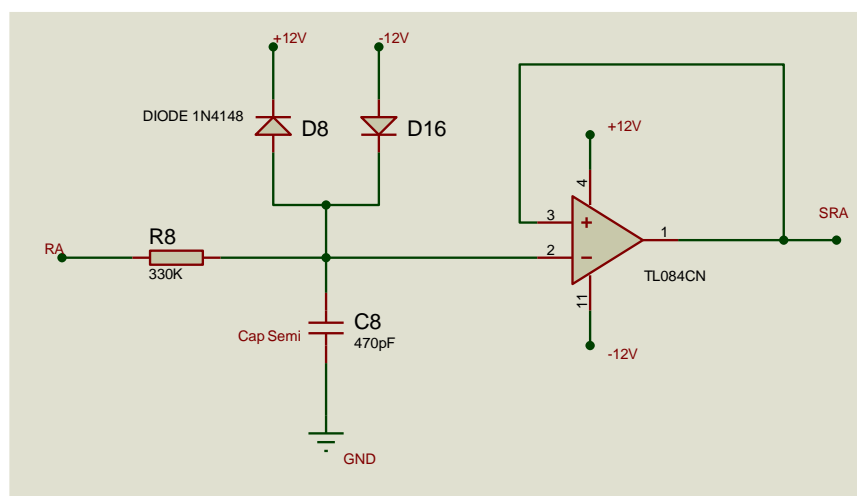 +12V
-12V
DIODE 1N4148
D8
D16
+12V
4
3
+
SRA
1
RA
R8
330K
2
−
TL084CN
11
C8
Cap Semi
470pF
-12V
GND